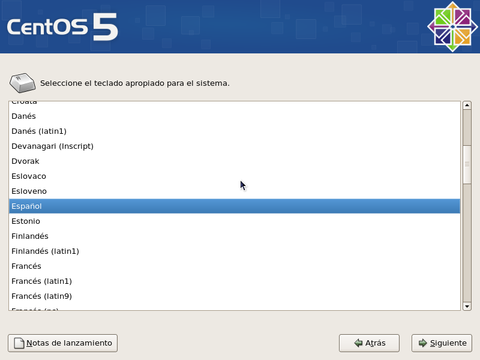 CentOS 5
Seleccione el teclado apropiado para el sistema.
Croata
Danés
Danés (latin1)
Devanagari (Inscript)
Dvorak
Eslovaco
Esloveno
Español
Estonio
Finlandés
Finlandés (latin1)
Francés
Francés (latin1)
Francés (latin9)
Notas de lanzamiento
Atrás
Siguiente